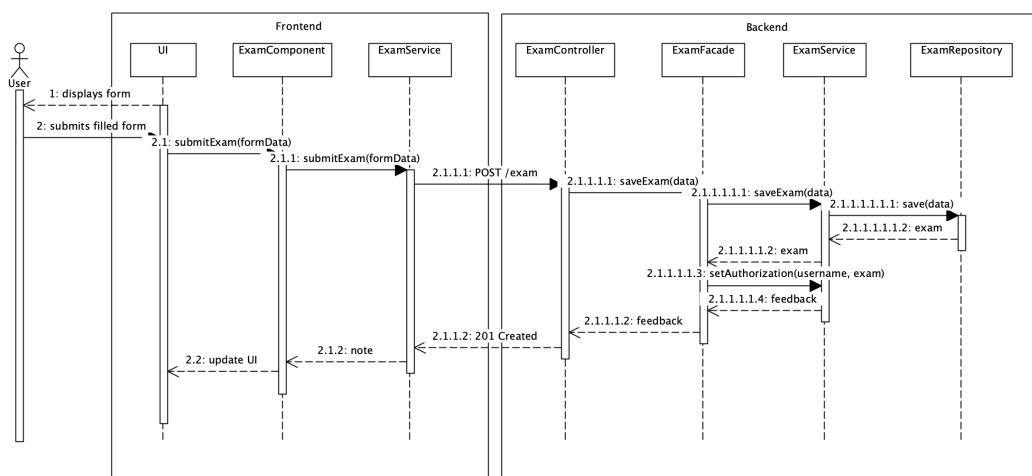 Frontend
Backend
UI
ExamComponent
ExamService
ExamController
ExamFacade
ExamService
ExamRepository
User
1: displays form
2: submits filled form
2.1: submitExam(formData)
2.1.1: submitExam(formData)
2.1.1.1: POST /exam
2.1.1.1.1: saveExam(data)
2.1.1.1.1.1: saveExam(data)
2.1.1.1.1.1.1: save(data)
2.1.1.1.1.1.2: exam
2.1.1.1.1.2: exam
2.1.1.1.1.3: setAuthorization(username, exam)
2.1.1.1.1.4: feedback
2.1.1.1.2: feedback
2.1.1.2: 201 Created
2.1.2: note
2.2: update UI